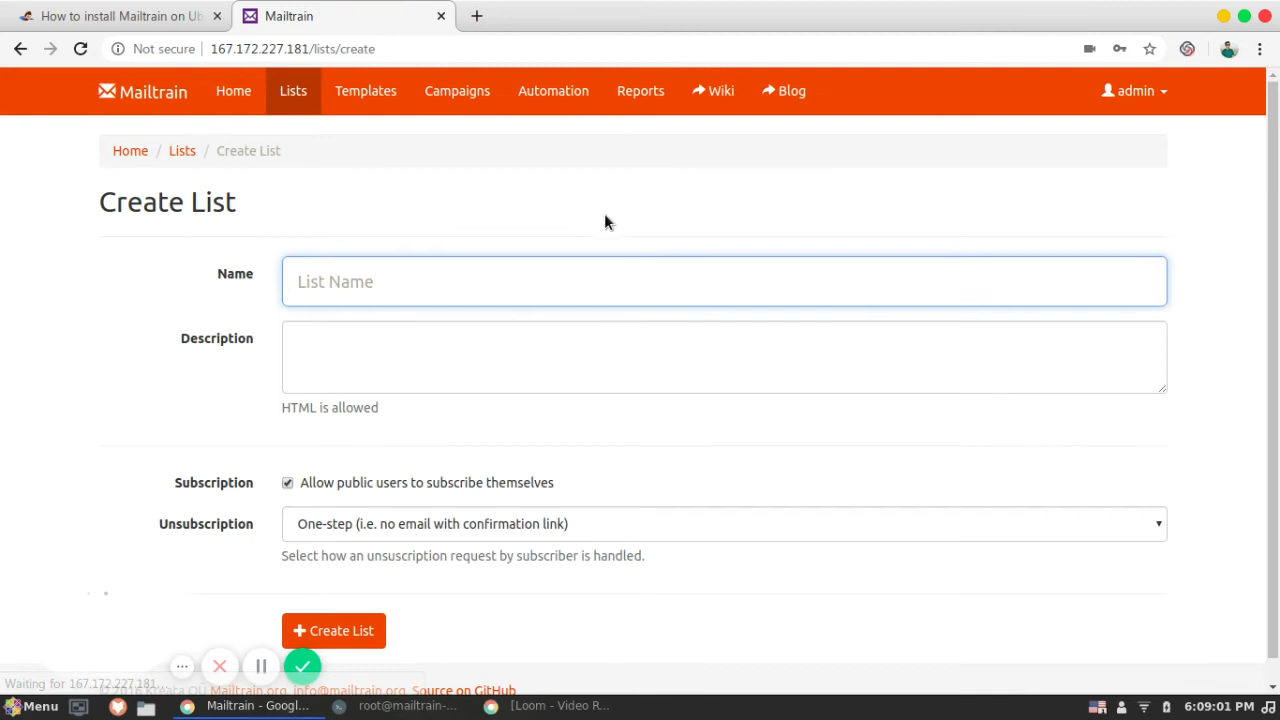 How to install Mailtrain on Ub
Mailtrain
Not secure
167.172.227.181/lists/create
Mailtrain
Home
Lists
Templates
Campaigns
Automation
Reports
Wiki
Blog
admin
Home / Lists / Create List
Create List
Name
List Name
Description
HTML is allowed
Subscription
Allow public users to subscribe themselves
Unsubscription
One-step (i.e. no email with confirmation link)
Select how an unsuscription request by subscriber is handled.
Create List
Waiting for 167.172.227.181...
© 2016 Kreata OÜ Mailtrain.org, info@mailtrain.org. Source on GitHub
Menu
Mailtrain - Googl...
root@mailtrain-...
[Loom - Video R...
6:09:01 PM